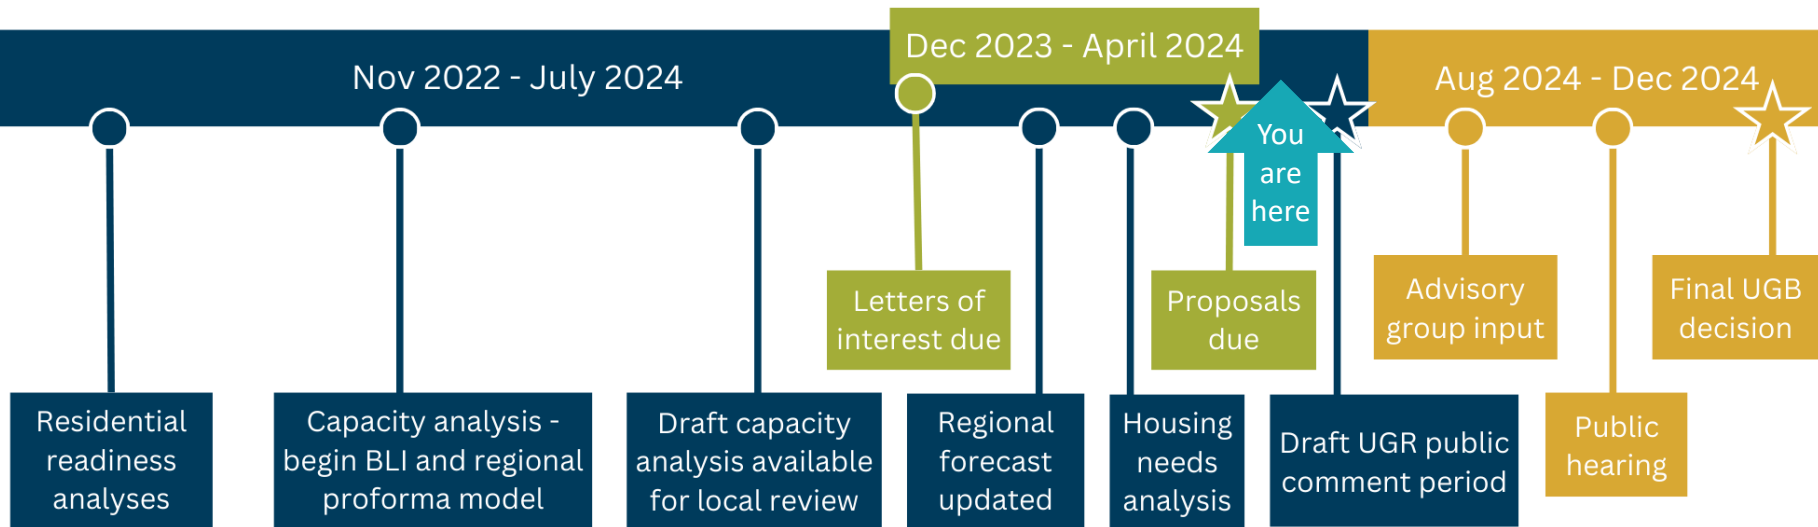 Dec 2023 - April 2024
Nov 2022 - July 2024
Aug 2024 - Dec 2024
You
are
here
Letters of
interest due
Proposals
due
Advisory
group input
Final UGB
decision
Residential
readiness
analyses
Capacity analysis -
begin BLI and regional
proforma model
Draft capacity
analysis available
for local review
Regional
forecast
updated
Housing
needs
analysis
Draft UGR public
comment period
Public
hearing